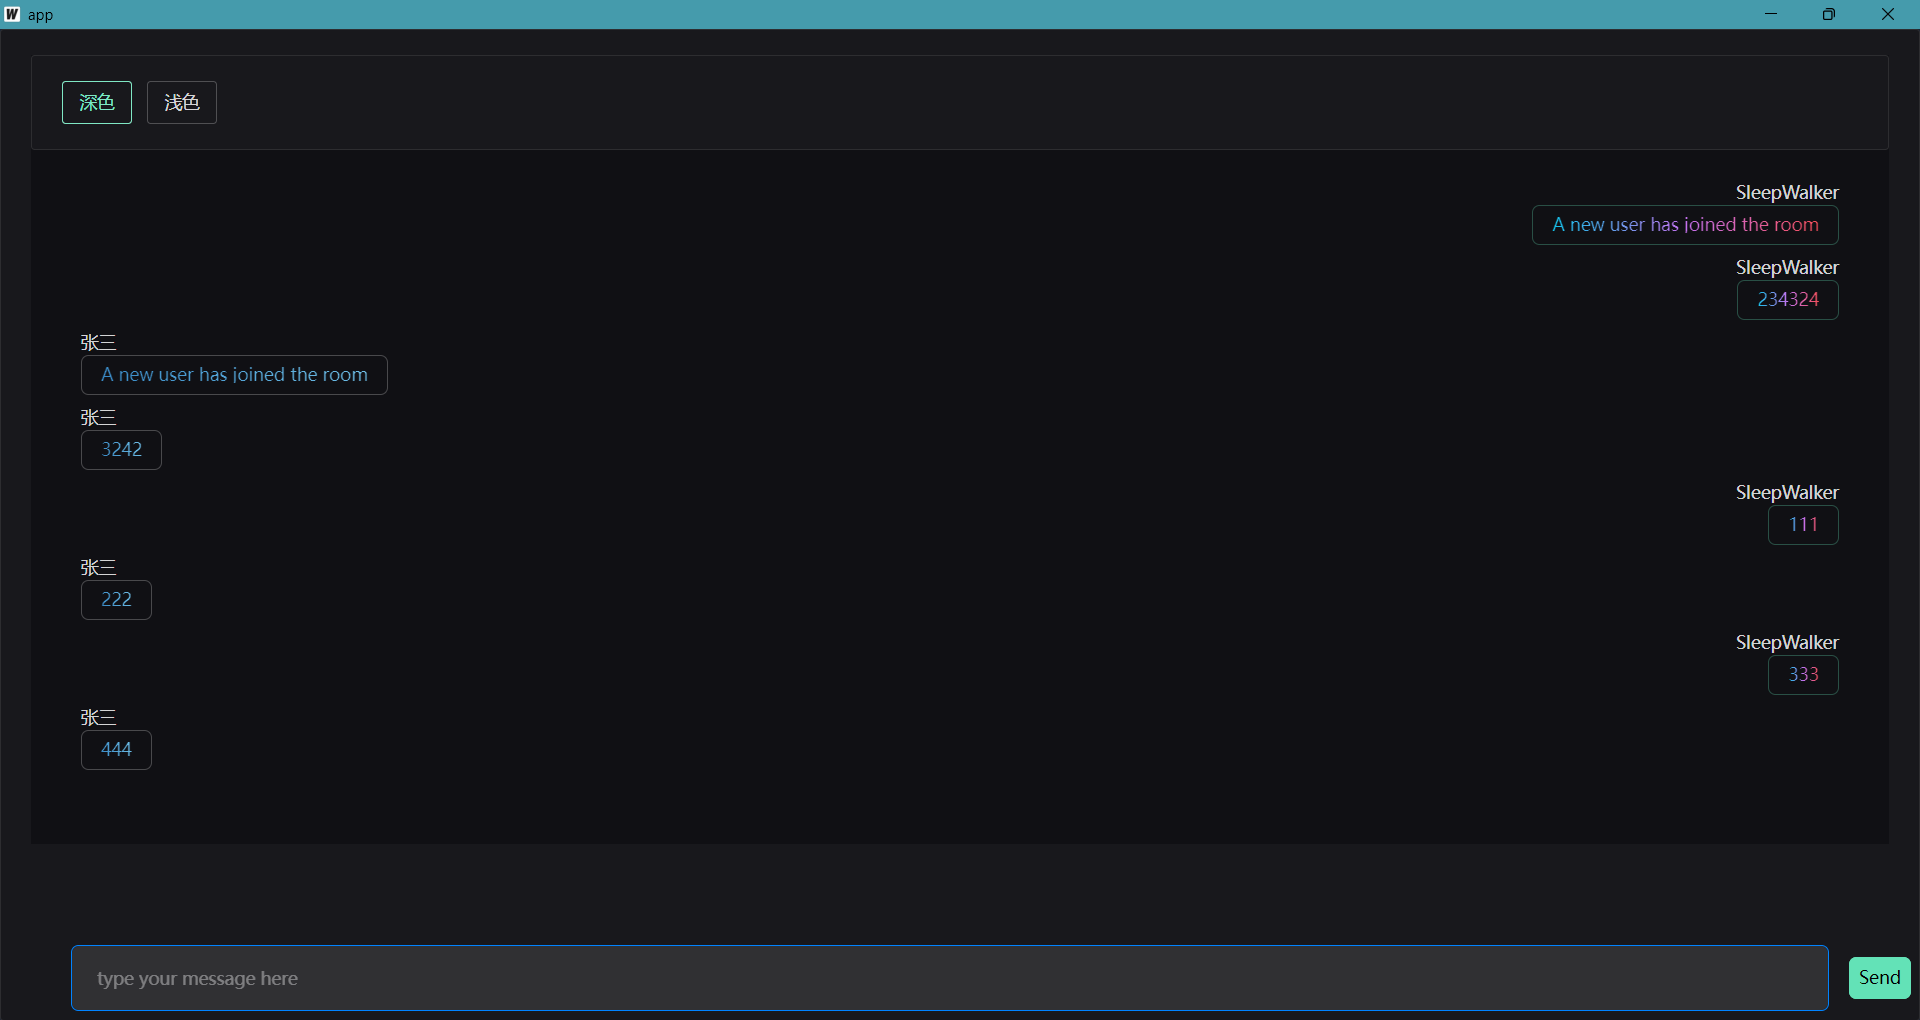 W app
深色 浅色
SleepWalker
A new user has joined the room
SleepWalker
234324
张三
A new user has joined the room
张三
3242
SleepWalker
111
张三
222
SleepWalker
333
张三
444
type your message here
Send